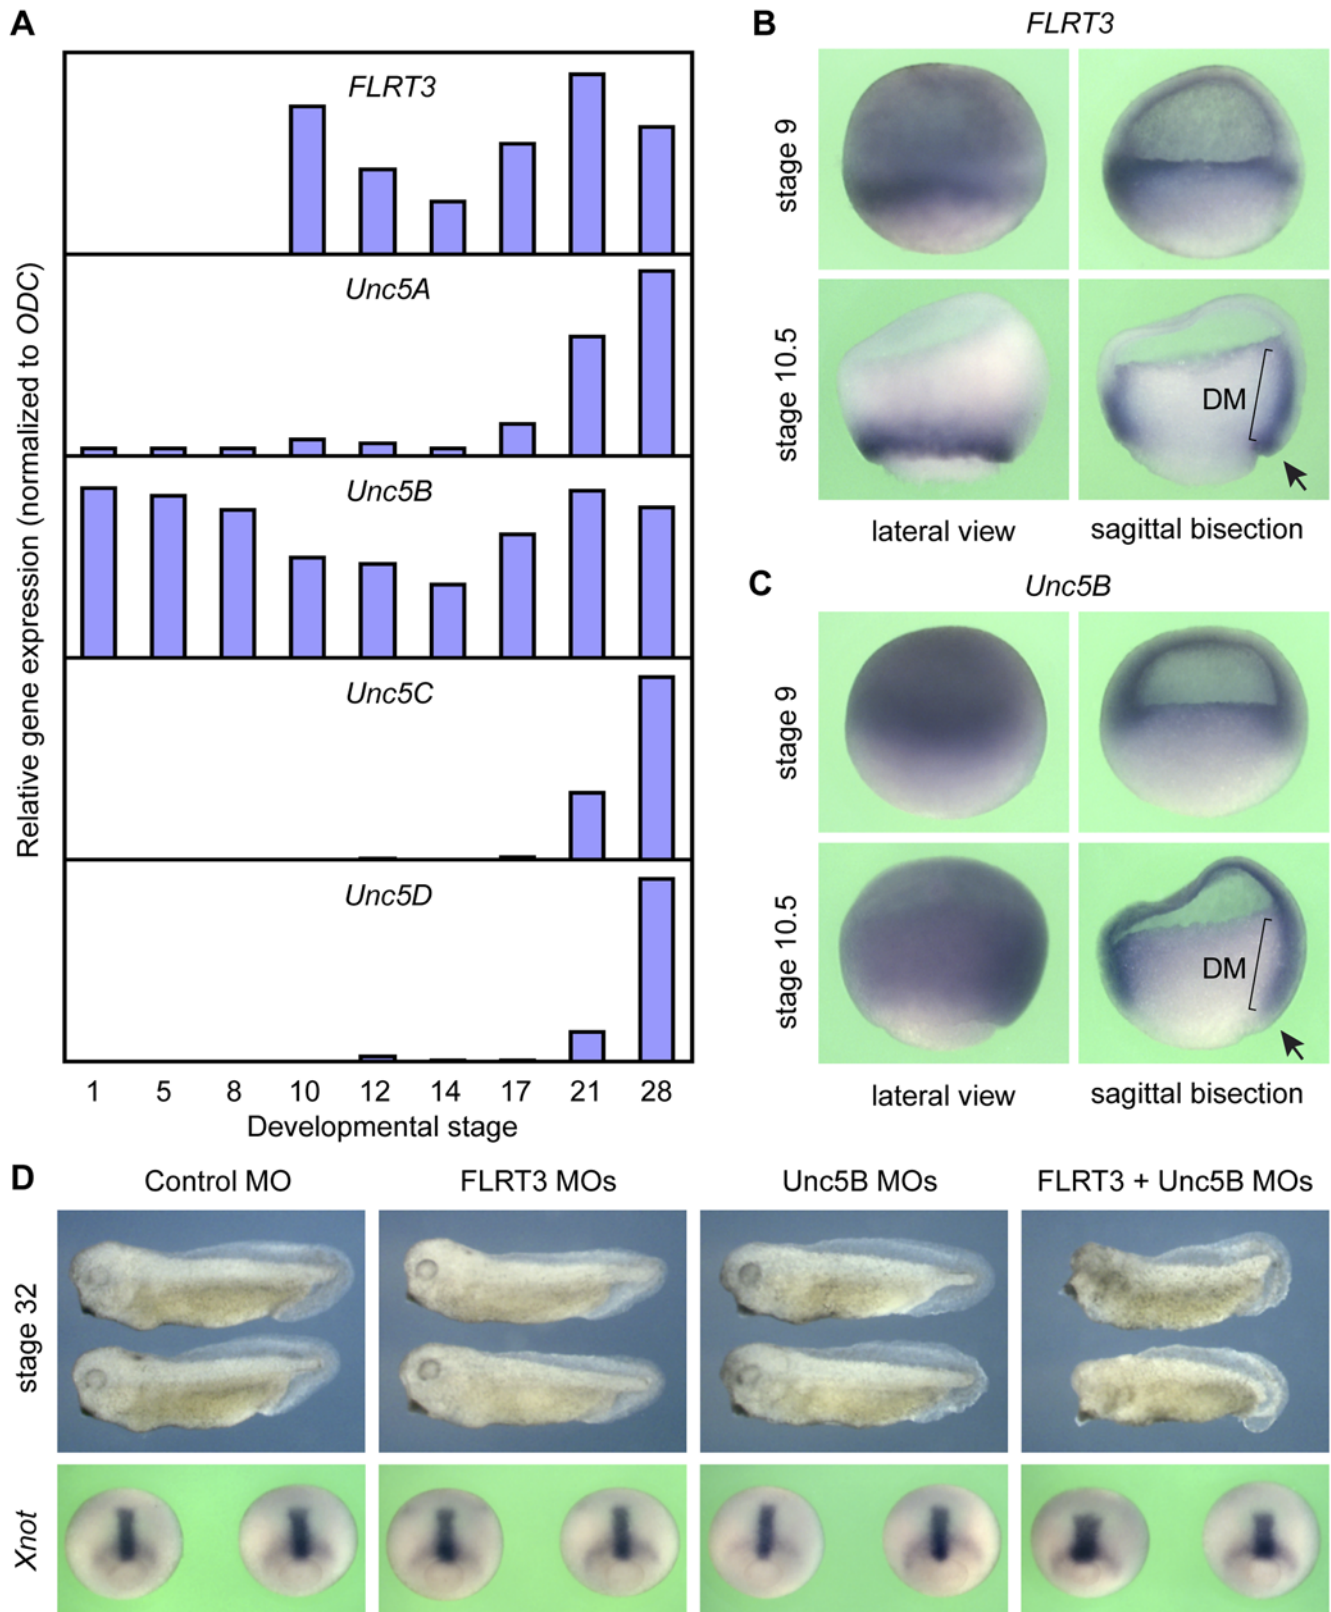 A
FLRT3
Unc5A
Unc5B
Unc5C
Unc5D
Relative gene expression (normalized to ODC)
1 5 8 10 12 14 17 21 28
Developmental stage
B
FLRT3
stage 9
stage 10.5
DM
lateral view sagittal bisection
C
Unc5B
stage 9
stage 10.5
DM
lateral view sagittal bisection
D
Control MO FLRT3 MOs Unc5B MOs FLRT3 + Unc5B MOs
stage 32
Xnot